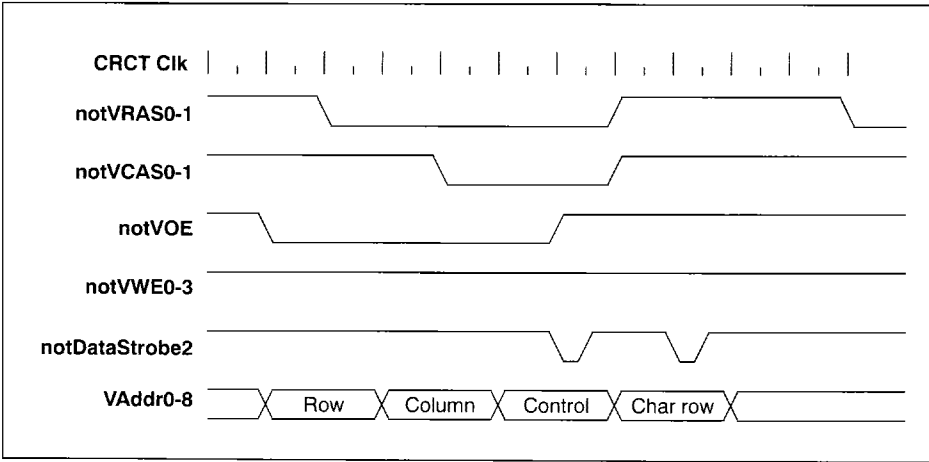 CRCT Clk
notVRAS0-1
notVCAS0-1
notVOE
notVWE0-3
notDataStrobe2
VAddr0-8 Row Column Control Char row